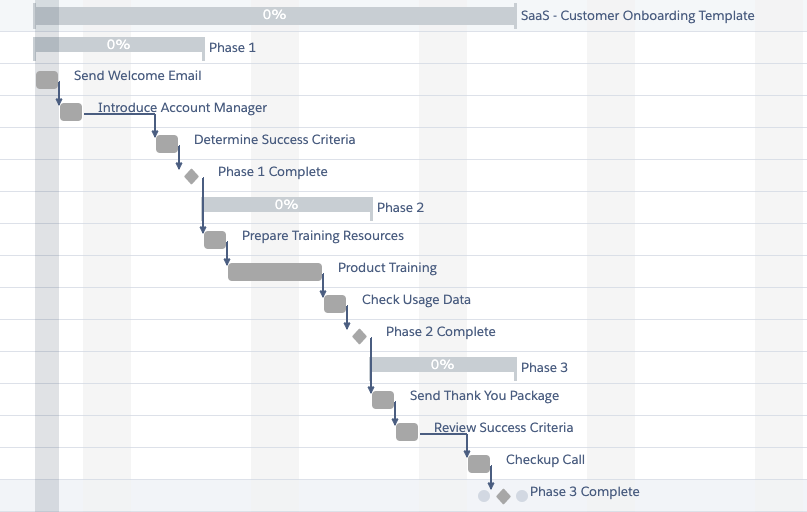 0% SaaS - Customer Onboarding Template
0% Phase 1
Send Welcome Email
Introduce Account Manager
Determine Success Criteria
Phase 1 Complete
0% Phase 2
Prepare Training Resources
Product Training
Check Usage Data
Phase 2 Complete
0% Phase 3
Send Thank You Package
Review Success Criteria
Checkup Call
Phase 3 Complete